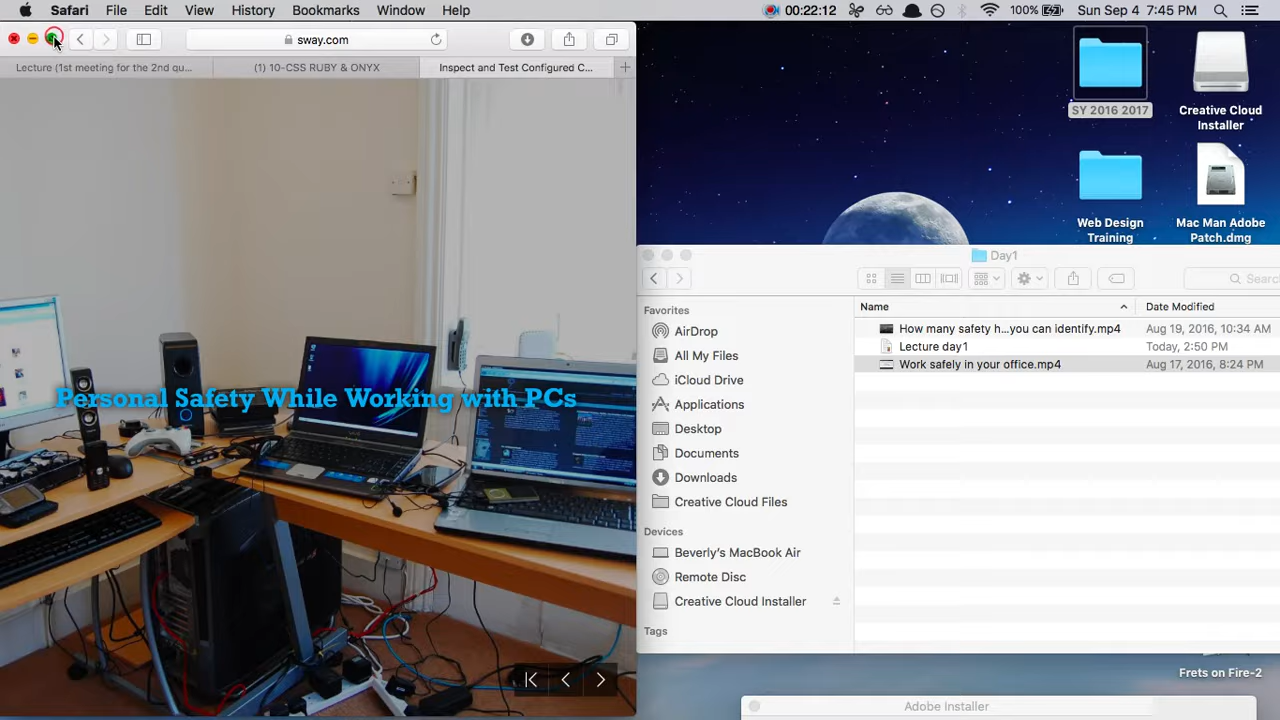 Safari File Edit View History Bookmarks Window Help 00:22:12 100% Sun Sep 4 7:45 PM
sway.com
Lecture (1st meeting for the 2nd qu... (1) 10-CSS RUBY & ONYX Inspect and Test Configured C...
Personal Safety While Working with PCs
SY 2016 2017
Creative Cloud
Installer
Web Design
Training
Mac Man Adobe
Patch.dmg
Day1
Search
Favorites
AirDrop
All My Files
iCloud Drive
Applications
Desktop
Documents
Downloads
Creative Cloud Files
Devices
Beverly's MacBook Air
Remote Disc
Creative Cloud Installer
Tags
Name Date Modified
How many safety h...you can identify.mp4 Aug 19, 2016, 10:34 AM
Lecture day1 Today, 2:50 PM
Work safely in your office.mp4 Aug 17, 2016, 8:24 PM
Frets on Fire-2
Adobe Installer